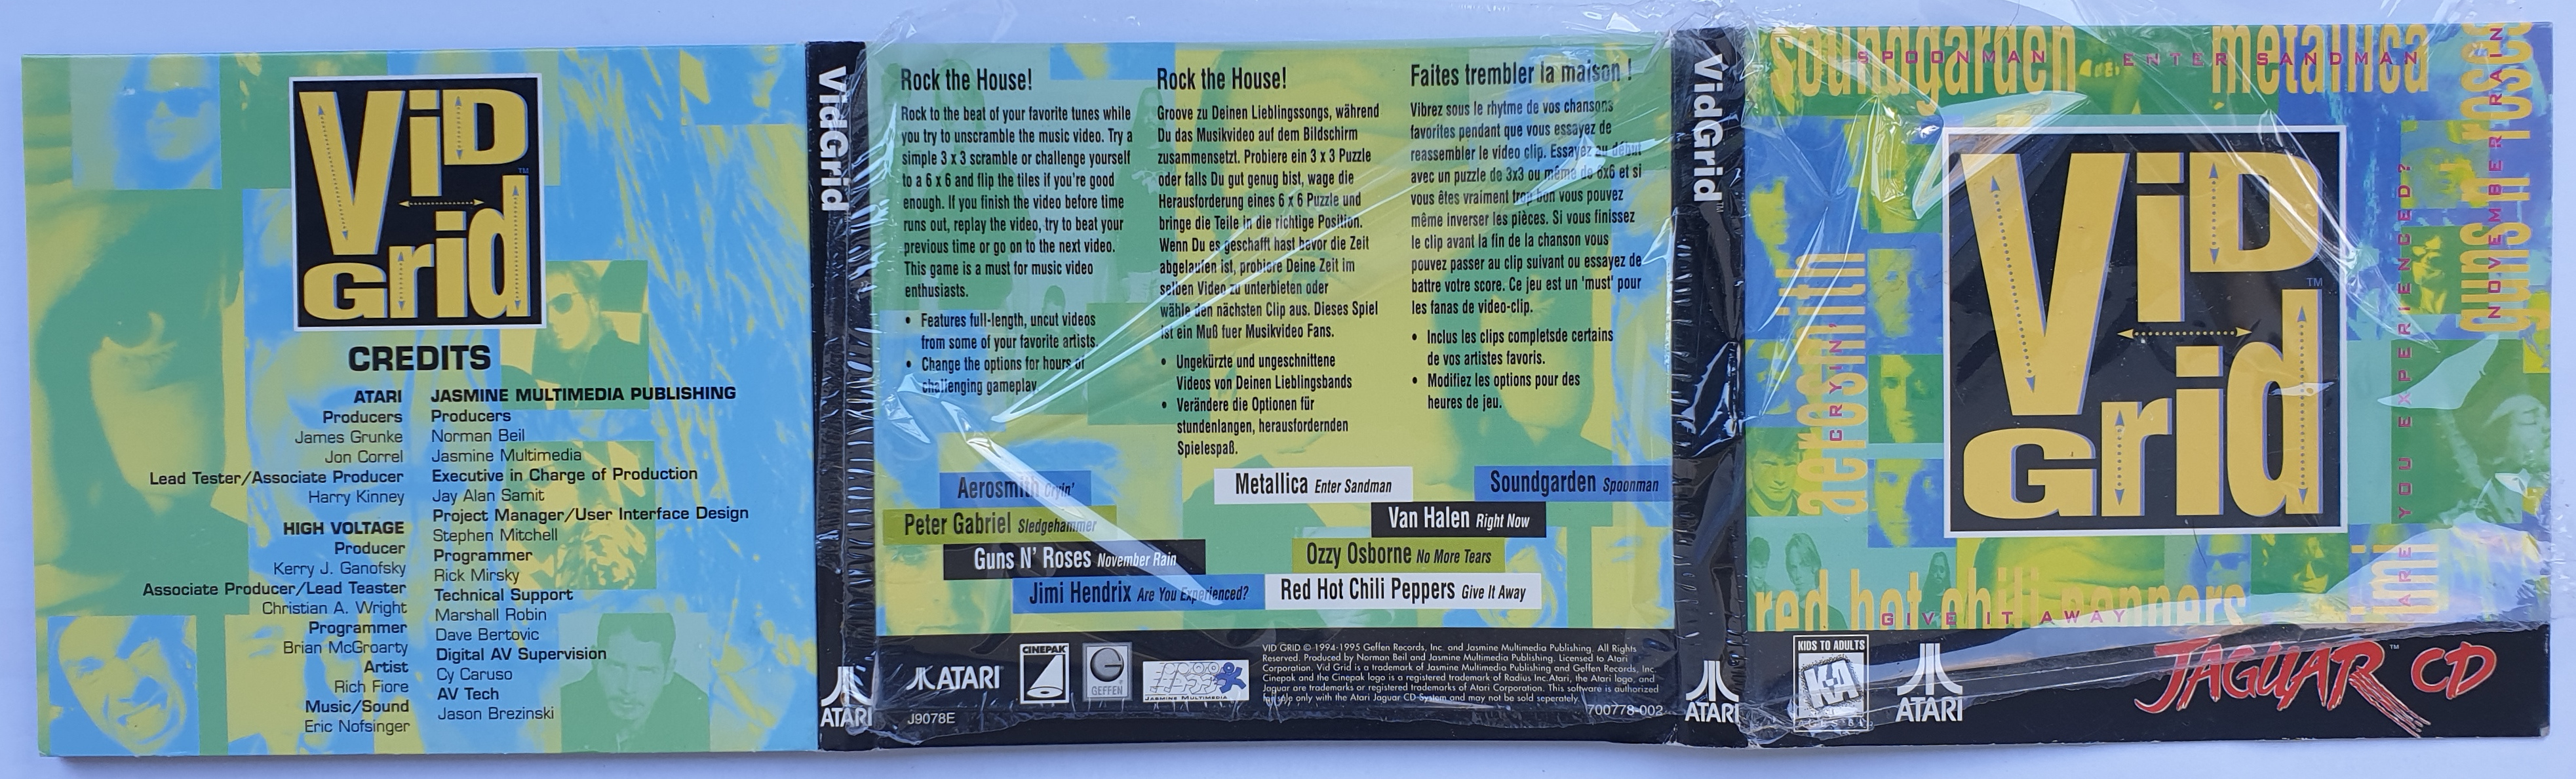 ViD
Grid
TM
CREDITS
ATARI
Producers
James Grunke
Jon Correl
Lead Tester/Associate Producer
Harry Kinney
HIGH VOLTAGE
Producer
Kerry J. Ganofsky
Associate Producer/Lead Teaster
Christian A. Wright
Programmer
Brian McGroarty
Artist
Rich Fiore
Music/Sound
Eric Nofsinger
JASMINE MULTIMEDIA PUBLISHING
Producers
Norman Beil
Jasmine Multimedia
Executive in Charge of Production
Jay Alan Samit
Project Manager/User Interface Design
Stephen Mitchell
Programmer
Rick Mirsky
Technical Support
Marshall Robin
Dave Bertovic
Digital AV Supervision
Cy Caruso
AV Tech
Jason Brezinski
VidGrid
ATARI
Rock the House!
Rock to the beat of your favorite tunes while
you try to unscramble the music video. Try a
simple 3 x 3 scramble or challenge yourself
to a 6 x 6 and flip the tiles if you're good
enough. If you finish the video before time
runs out, replay the video, try to beat your
previous time or go on to the next video.
This game is a must for music video
enthusiasts.
• Features full-length, uncut videos
from some of your favorite artists.
• Change the options for hours of
challenging gameplay
Rock the House!
Groove zu Deinen Lieblingssongs, während
Du das Musikvideo auf dem Bildschirm
zusammensetzt. Probiere ein 3 x 3 Puzzle
oder falls Du gut genug bist, wage die
Herausforderung eines 6 x 6 Puzzle und
bringe die Teile in die richtige Position.
Wenn Du es geschafft hast bevor die Zeit
abgelaufen ist, probiere Deine Zeit im
selben Video zu unterbieten oder
wähle den nächsten Clip aus. Dieses Spiel
ist ein Muß fuer Musikvideo Fans.
• Ungekürzte und ungeschnittene
Videos von Deinen Lieblingsbands
• Verändere die Optionen für
stundenlangen, herausfordernden
Spielespaß.
Faites trembler la maison !
Vibrez sous le rhytme de vos chansons
favorites pendant que vous essayez de
reassembler le video clip. Essayez au début
avec un puzzle de 3x3 ou même de 6x6 et si
vous êtes vraiment trop bon vous pouvez
même inverser les pièces. Si vous finissez
le clip avant la fin de la chanson vous
pouvez passer au clip suivant ou essayez de
battre votre score. Ce jeu est un 'must' pour
les fanas de video-clip.
• Inclus les clips completsde certains
de vos artistes favoris.
• Modifiez les options pour des
heures de jeu.
Aerosmith Cryin'
Metallica Enter Sandman
Soundgarden Spoonman
Peter Gabriel Sledgehammer
Van Halen Right Now
Guns N' Roses November Rain
Ozzy Osborne No More Tears
Jimi Hendrix Are You Experienced?
Red Hot Chili Peppers Give It Away
ATARI
CINEPAK
GEFFEN
JASMINE MULTIMEDIA
VID GRID © 1994-1995 Geffen Records, Inc. and Jasmine Multimedia Publishing. All Rights
Reserved. Produced by Norman Beil and Jasmine Multimedia Publishing. Licensed to Atari
Corporation. Vid Grid is a trademark of Jasmine Multimedia Publishing and Geffen Records, Inc.
Cinepak and the Cinepak logo is a registered trademark of Radius Inc. Atari, the Atari logo, and
Jaguar are trademarks or registered trademarks of Atari Corporation. This software is authorized
for use only with the Atari Jaguar CD System and may not be sold seperately.
J9078E
700778-002
VidGrid TM
ATARI
soundgarden
SPOONMAN
metallica
ENTER SANDMAN
guns n roses
NOVEMBER RAIN
aerosmith
CRYIN'
ViD
Grid
TM
ARE YOU EXPERIENCED?
jimi
red hot chili peppers
GIVE IT AWAY
KIDS TO ADULTS
K-A
ATARI
JAGUAR™ CD